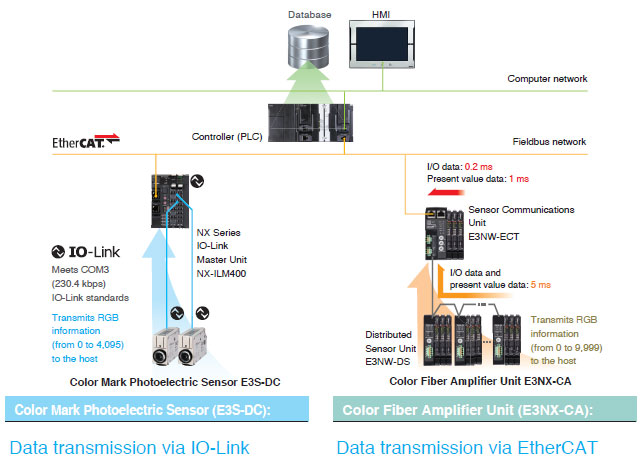 Database
HMI
Computer network
Controller (PLC)
EtherCAT.
Fieldbus network
I/O data: 0.2 ms
Present value data: 1 ms
Sensor Communications
Unit
E3NW-ECT
NX Series
IO-Link
Master Unit
NX-ILM400
IO-Link
Meets COM3
(230.4 kbps)
IO-Link standards
Transmits RGB
information
(from 0 to 4,095)
to the host
I/O data and
present value data: 5 ms
Distributed
Sensor Unit
E3NW-DS
Transmits RGB
information
(from 0 to 9,999)
to the host
Color Mark Photoelectric Sensor E3S-DC
Color Fiber Amplifier Unit E3NX-CA
Color Mark Photoelectric Sensor (E3S-DC):
Color Fiber Amplifier Unit (E3NX-CA):
Data transmission via IO-Link
Data transmission via EtherCAT